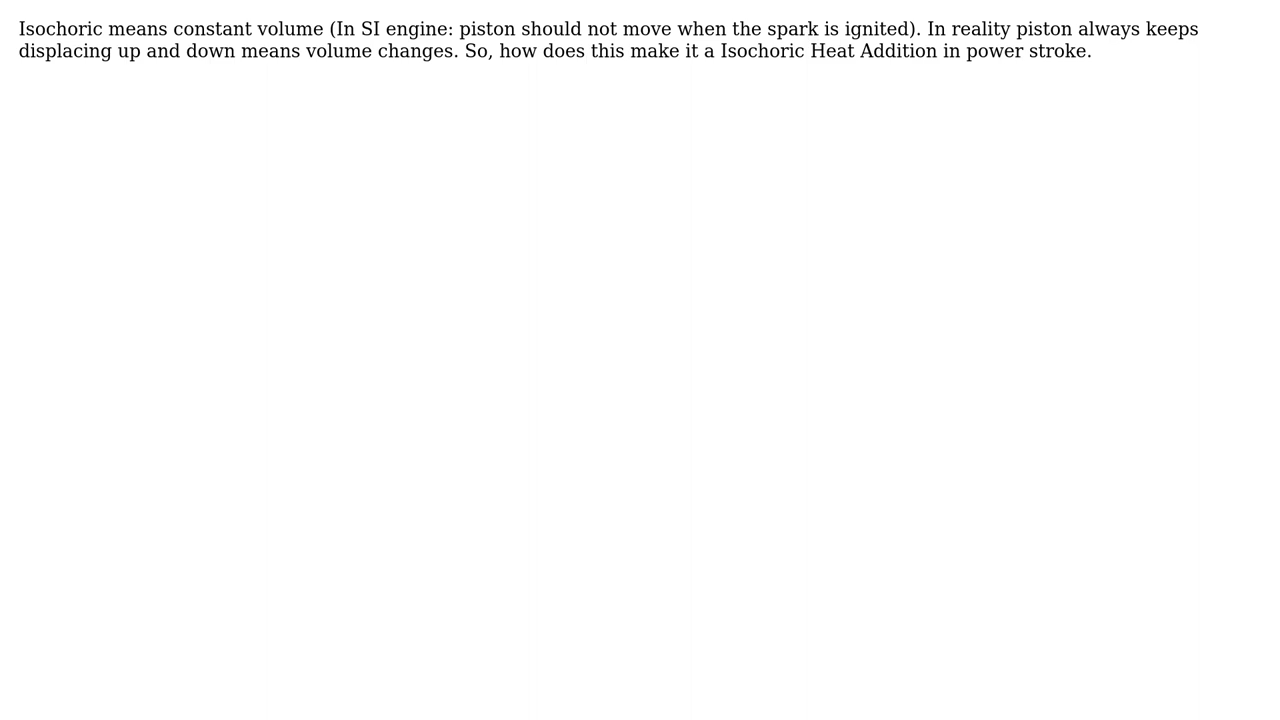 Isochoric means constant volume (In SI engine: piston should not move when the spark is ignited). In reality piston always keeps
displacing up and down means volume changes. So, how does this make it a Isochoric Heat Addition in power stroke.